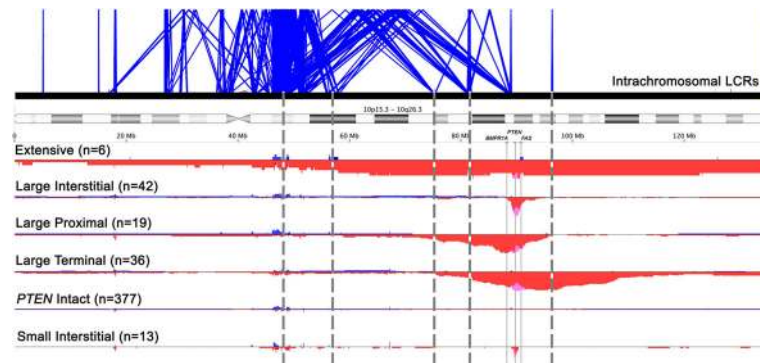 Intrachromosomal LCRs
10p15.3 - 10q26.3
0 20 Mb 40 Mb 60 Mb 80 Mb 100 Mb 120 Mb
PTEN
BMPR1A FAS
Extensive (n=6)
Large Interstitial (n=42)
Large Proximal (n=19)
Large Terminal (n=36)
PTEN Intact (n=377)
Small Interstitial (n=13)